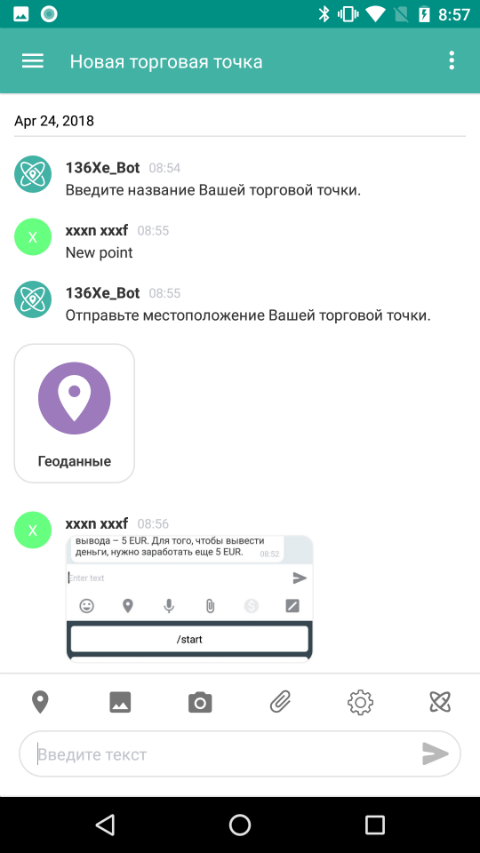 8:57
Новая торговая точка
Apr 24, 2018
136Xe_Bot 08:54
Введите название Вашей торговой точки.
X
xxxn xxxf 08:55
New point
136Xe_Bot 08:55
Отправьте местоположение Вашей торговой точки.
Геоданные
X
xxxn xxxf 08:56
вывода – 5 EUR. Для того, чтобы вывести
деньги, нужно заработать еще 5 EUR. 08:52
Enter text
/start
Введите текст